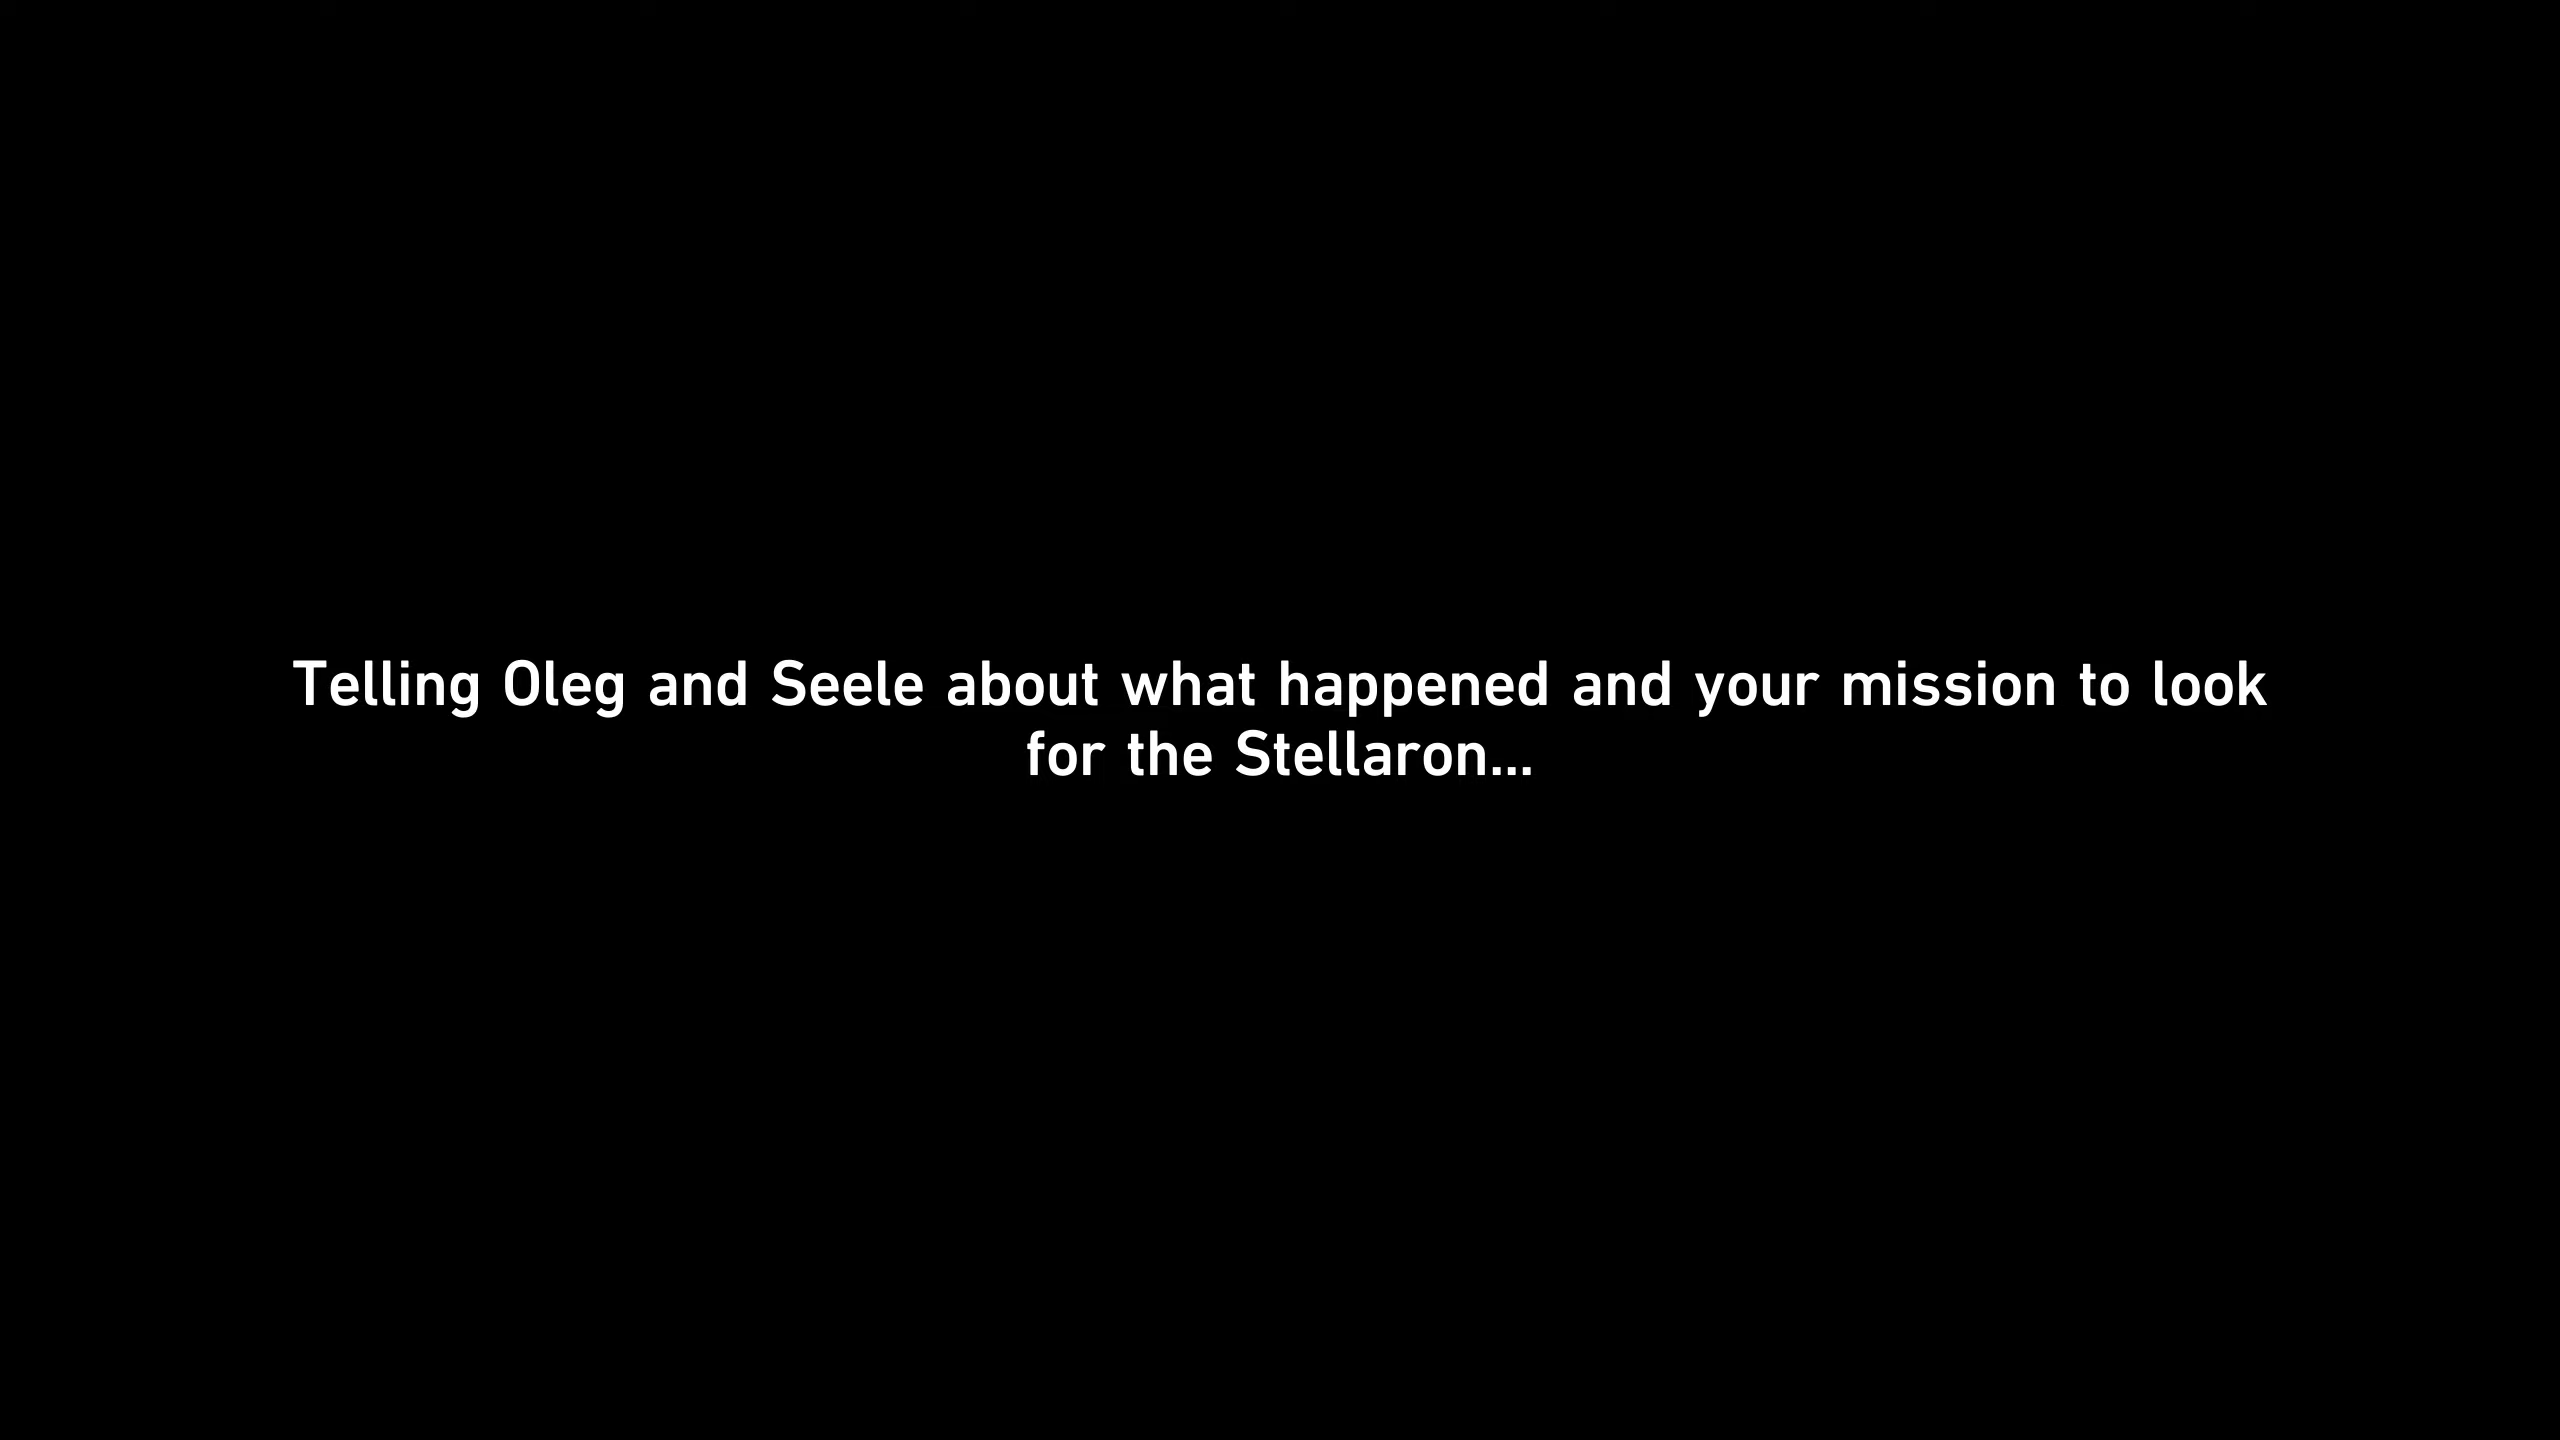 Telling Oleg and Seele about what happened and your mission to look
for the Stellaron...